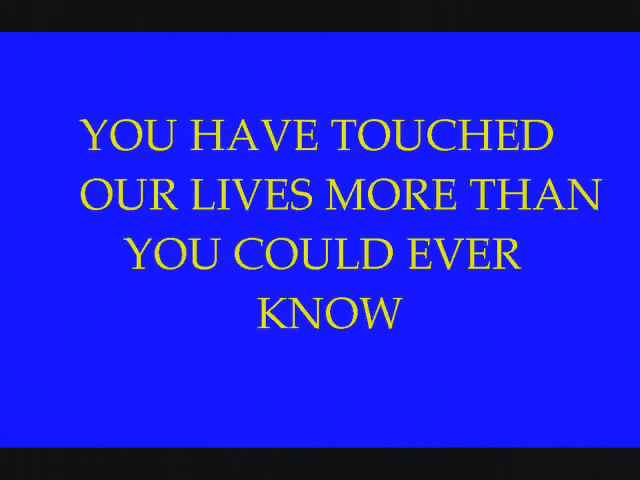 YOU HAVE TOUCHED
OUR LIVES MORE THAN
YOU COULD EVER
KNOW